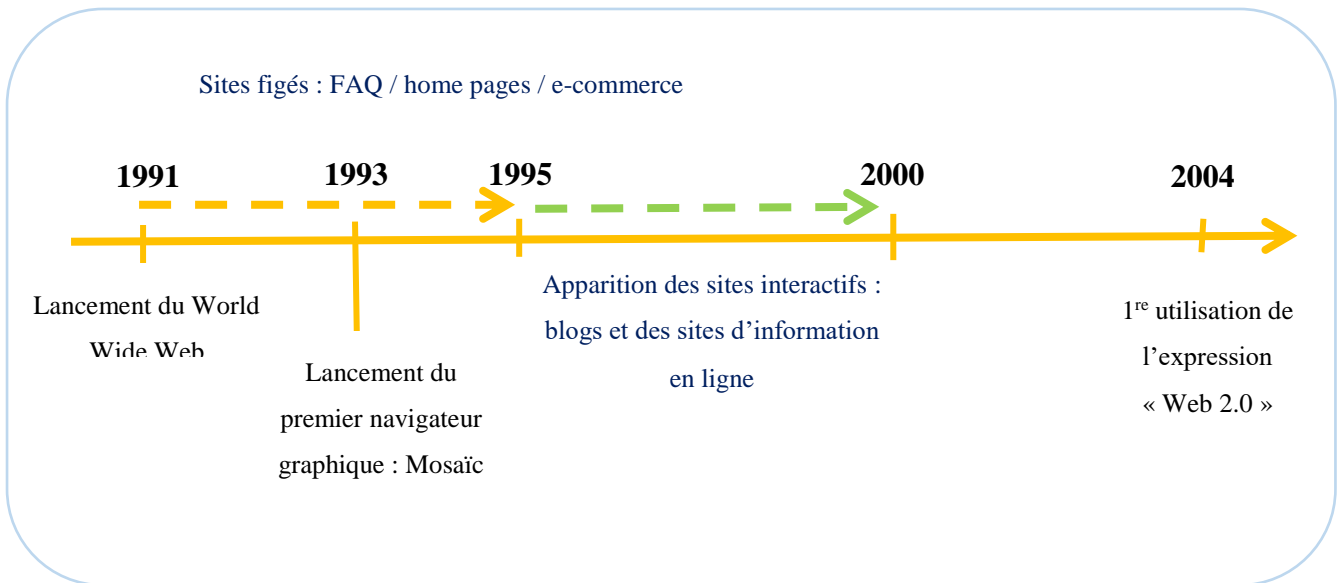 Sites figés : FAQ / home pages / e-commerce
1991
1993
1995
2000
2004
Lancement du World
Wide Web
Lancement du
premier navigateur
graphique : Mosaïc
Apparition des sites interactifs :
blogs et des sites d’information
en ligne
1re utilisation de
l’expression
« Web 2.0 »